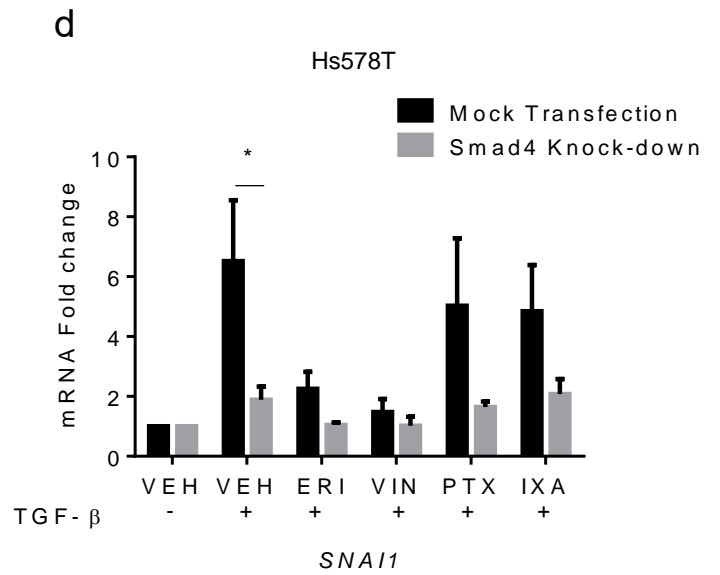 d
Hs578T
Mock Transfection
Smad4 Knock-down
*
mRNA Fold change
10
8
6
4
2
0
VEH VEH ERI VIN PTX IXA
TGF-β - + + + + +
SNAI1